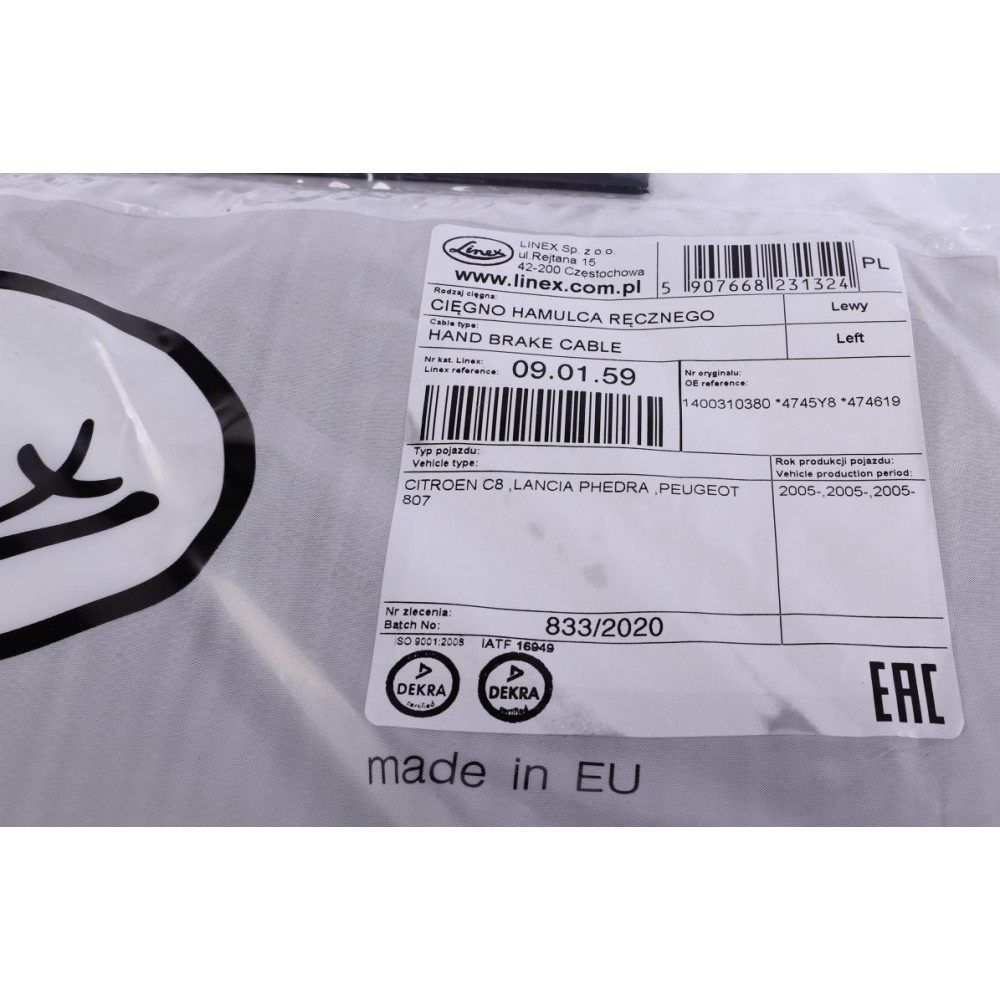 Linex
LINEX Sp. z o.o.
ul.Rejtana 15
42-200 Częstochowa
www.linex.com.pl
5 907668 231324
PL
Rodzaj cięgna:
CIĘGNO HAMULCA RĘCZNEGO
Lewy
Cable type:
HAND BRAKE CABLE
Left
Nr kat. Linex:
Linex reference:
09.01.59
Nr oryginału:
OE reference:
1400310380 *4745Y8 *474619
Typ pojazdu:
Vehicle type:
Rok produkcji pojazdu:
Vehicle production period:
CITROEN C8 ,LANCIA PHEDRA ,PEUGEOT
807
2005-,2005-,2005-
Nr zlecenia:
Batch No:
833/2020
ISO 9001:2008
IATF 16949
DEKRA
certified
DEKRA
certified
EAC
made in EU